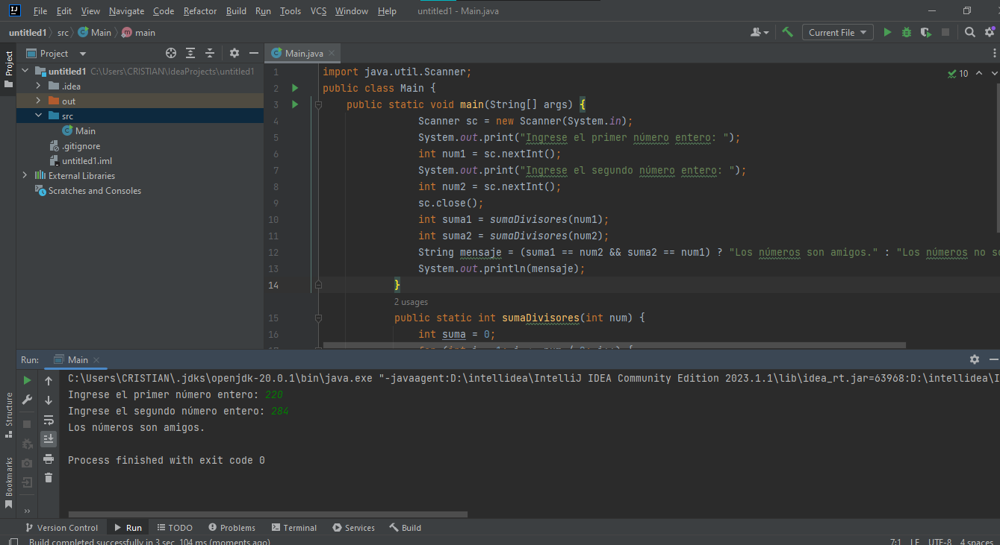 File Edit View Navigate Code Refactor Build Run Tools VCS Window Help untitled1 - Main.java
untitled1 src Main main
Current File
Project
Main.java
untitled1 C:\Users\CRISTIAN\IdeaProjects\untitled1
.idea
out
src
Main
.gitignore
untitled1.iml
External Libraries
Scratches and Consoles
10
1 import java.util.Scanner;
2 public class Main {
3 public static void main(String[] args) {
4 Scanner sc = new Scanner(System.in);
5 System.out.print("Ingrese el primer número entero: ");
6 int num1 = sc.nextInt();
7 System.out.print("Ingrese el segundo número entero: ");
8 int num2 = sc.nextInt();
9 sc.close();
10 int suma1 = sumaDivisores(num1);
11 int suma2 = sumaDivisores(num2);
12 String mensaje = (suma1 == num2 && suma2 == num1) ? "Los números son amigos." : "Los números no
13 System.out.println(mensaje);
14 }
2 usages
15 public static int sumaDivisores(int num) {
16 int suma = 0;
Project
Structure
Bookmarks
Run: Main
C:\Users\CRISTIAN\.jdks\openjdk-20.0.1\bin\java.exe "-javaagent:D:\intellidea\IntelliJ IDEA Community Edition 2023.1.1\lib\idea_rt.jar=63968:D:\intellidea\I
Ingrese el primer número entero: 220
Ingrese el segundo número entero: 284
Los números son amigos.
Process finished with exit code 0
Version Control Run TODO Problems Terminal Services Build
Build completed successfully in 3 sec, 104 ms (moments ago)
7:1 LF UTF-8 4 spaces